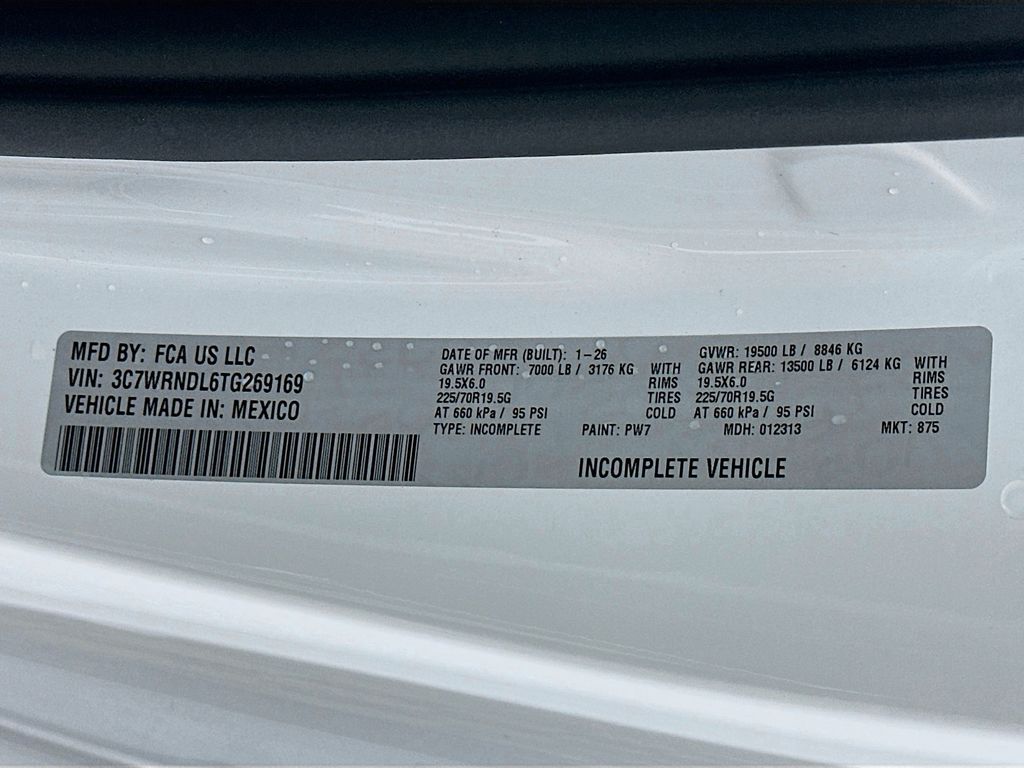 MFD BY: FCA US LLC
VIN: 3C7WRNDL6TG269169
VEHICLE MADE IN: MEXICO
DATE OF MFR (BUILT): 1-26
GAWR FRONT: 7000 LB / 3176 KG WITH
19.5X6.0 RIMS
225/70R19.5G TIRES
AT 660 kPa / 95 PSI COLD
GVWR: 19500 LB / 8846 KG
GAWR REAR: 13500 LB / 6124 KG WITH
19.5X6.0 RIMS
225/70R19.5G TIRES
AT 660 kPa / 95 PSI COLD
TYPE: INCOMPLETE PAINT: PW7 MDH: 012313 MKT: 875
INCOMPLETE VEHICLE